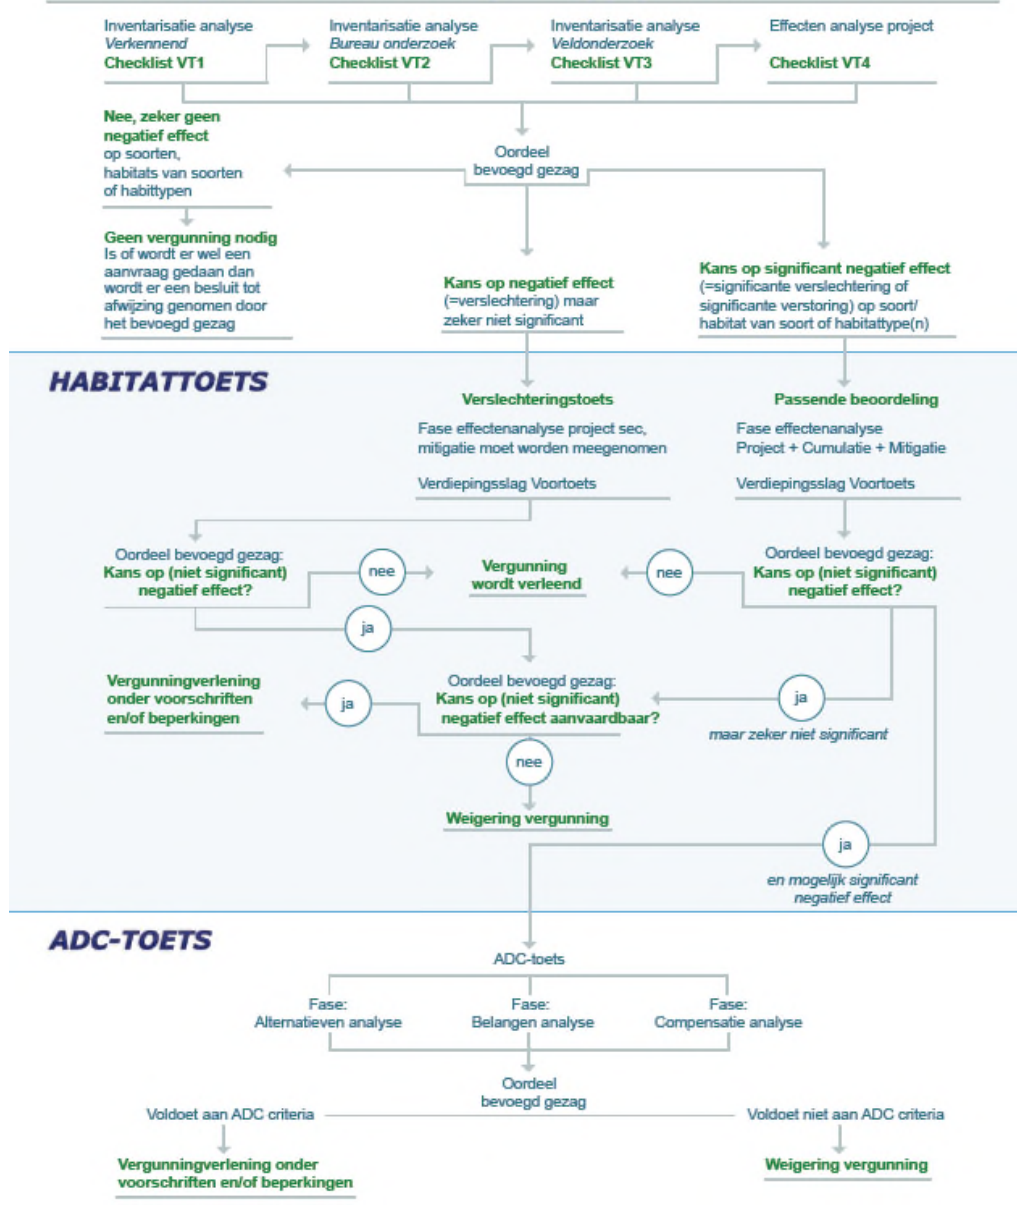 Inventarisatie analyse
Verkennend
Checklist VT1
Inventarisatie analyse
Bureau onderzoek
Checklist VT2
Inventarisatie analyse
Veldonderzoek
Checklist VT3
Effecten analyse project
Checklist VT4
Nee, zeker geen
negatief effect
op soorten,
habitats van soorten
of habittypen
Oordeel
bevoegd gezag
Geen vergunning nodig
Is of wordt er wel een
aanvraag gedaan dan
wordt er een besluit tot
afwijzing genomen door
het bevoegd gezag
Kans op negatief effect
(=verslechtering) maar
zeker niet significant
Kans op significant negatief effect
(=significante verslechtering of
significante verstoring) op soort/
habitat van soort of habitattype(n)
HABITATTOETS
Verslechteringstoets
Fase effectenanalyse project sec,
mitigatie moet worden meegenomen
Verdiepingsslag Voortoets
Passende beoordeling
Fase effectenanalyse
Project + Cumulatie + Mitigatie
Verdiepingsslag Voortoets
Oordeel bevoegd gezag:
Kans op (niet significant)
negatief effect?
nee
Vergunning
wordt verleend
nee
Oordeel bevoegd gezag:
Kans op (niet significant)
negatief effect?
ja
Vergunningverlening
onder voorschriften
en/of beperkingen
ja
Oordeel bevoegd gezag:
Kans op (niet significant)
negatief effect aanvaardbaar?
ja
maar zeker niet significant
nee
Weigering vergunning
ja
en mogelijk significant
negatief effect
ADC-TOETS
ADC-toets
Fase:
Alternatieven analyse
Fase:
Belangen analyse
Fase:
Compensatie analyse
Oordeel
bevoegd gezag
Voldoet aan ADC criteria
Voldoet niet aan ADC criteria
Vergunningverlening onder
voorschriften en/of beperkingen
Weigering vergunning